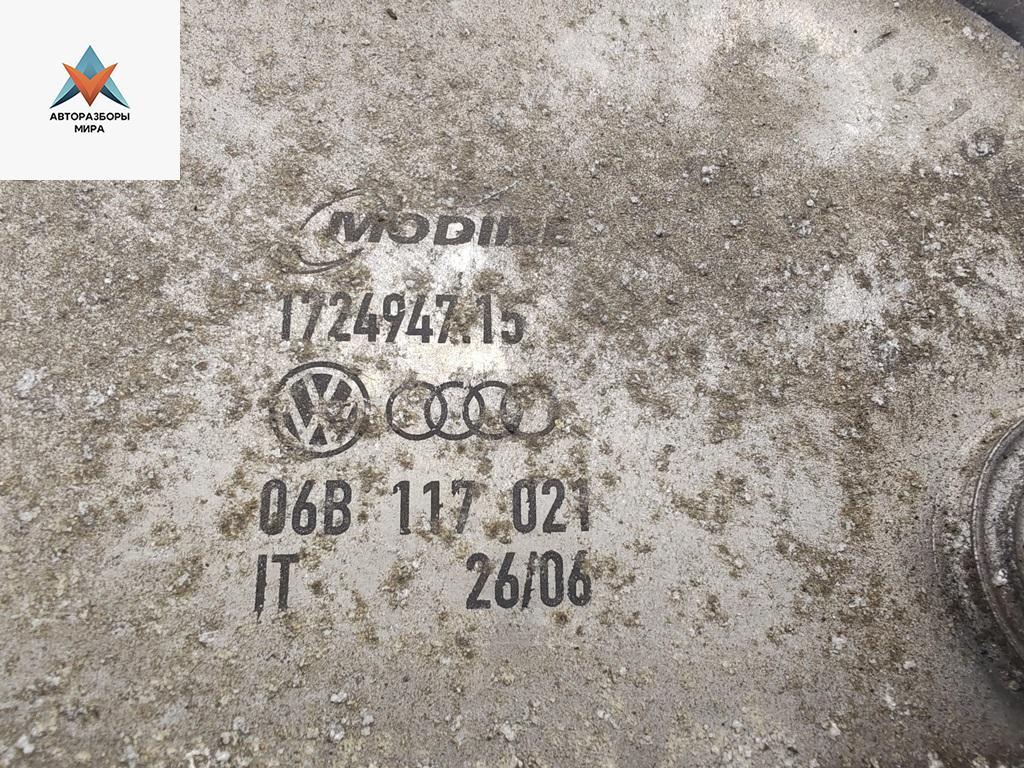 АВТОРАЗБОРЫ
МИРА
MODINE
1724947.15
06B 117 021
IT 26/06